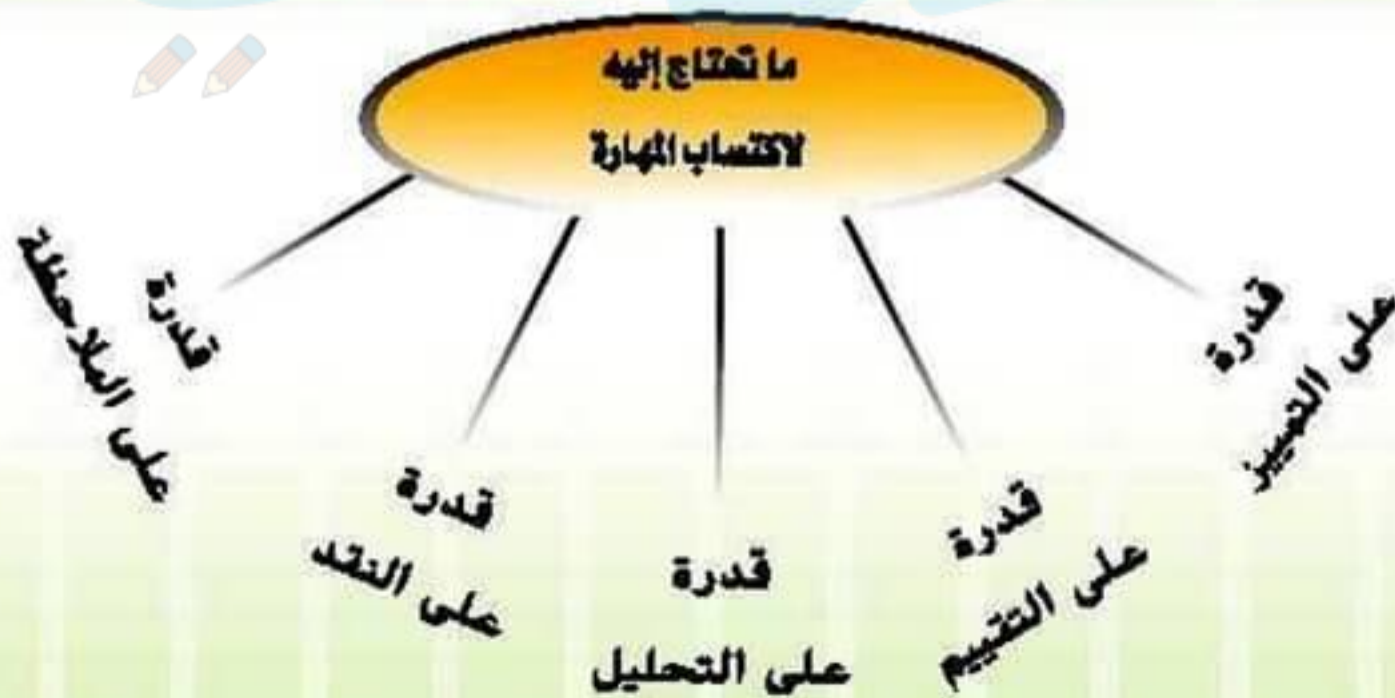 ما تحتاج إليه
لاكتساب المهارة
قدرة
على التمييز
قدرة
على التقييم
قدرة
على التحليل
قدرة
على النقد
قدرة
على الملاحظة